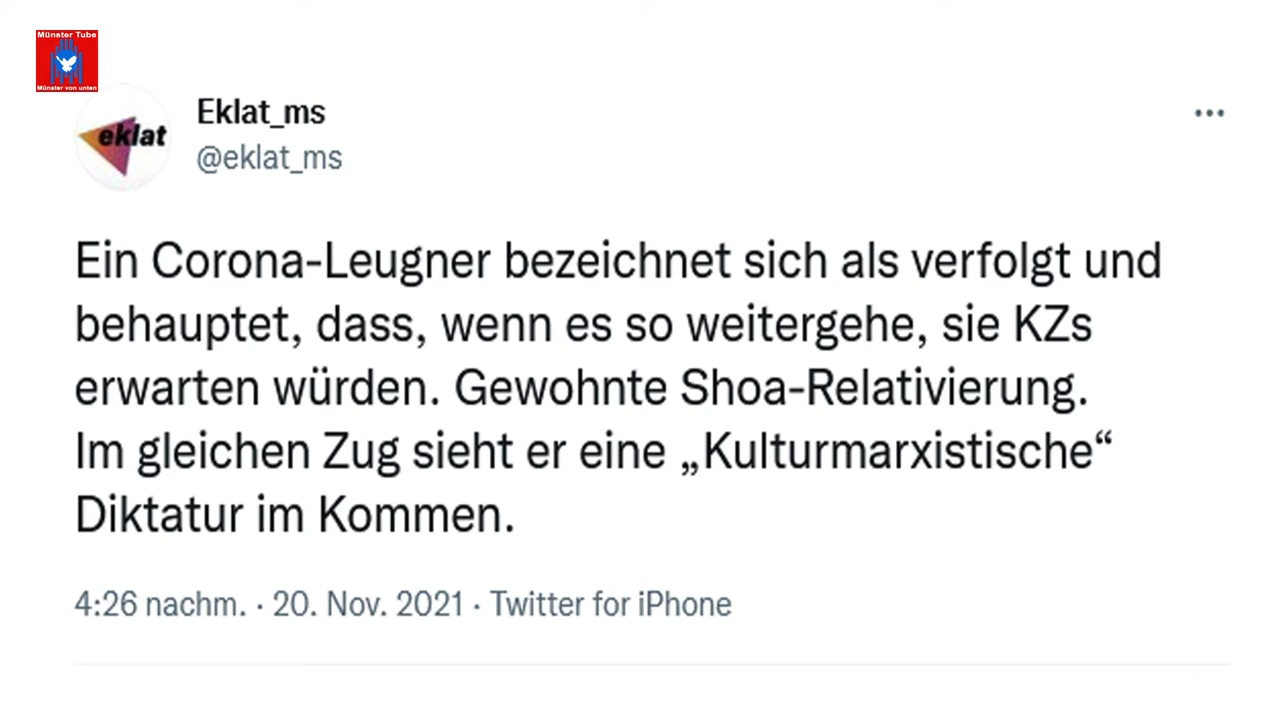 Münster Tube
Münster von unten
eklat
Eklat_ms
@eklat_ms
Ein Corona-Leugner bezeichnet sich als verfolgt und
behauptet, dass, wenn es so weitergehe, sie KZs
erwarten würden. Gewohnte Shoa-Relativierung.
Im gleichen Zug sieht er eine „Kulturmarxistische“
Diktatur im Kommen.
4:26 nachm. · 20. Nov. 2021 · Twitter for iPhone